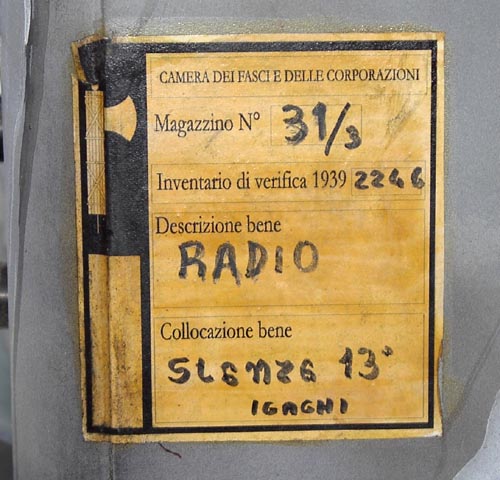 CAMERA DEI FASCI E DELLE CORPORAZIONI
Magazzino N° 31/3
Inventario di verifica 1939 2246
Descrizione bene
RADIO
Collocazione bene
13°